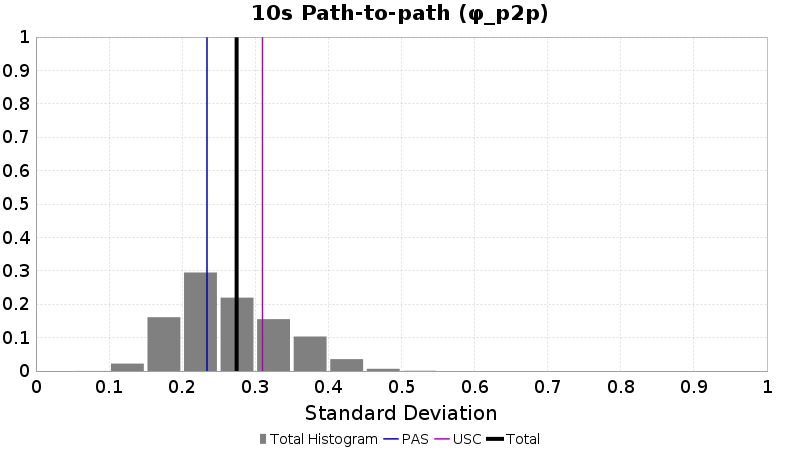 10s Path-to-path (φ_p2p)
1
0.9
0.8
0.7
0.6
0.5
0.4
0.3
0.2
0.1
0
0 0.1 0.2 0.3 0.4 0.5 0.6 0.7 0.8 0.9 1
Standard Deviation
Total Histogram PAS USC Total